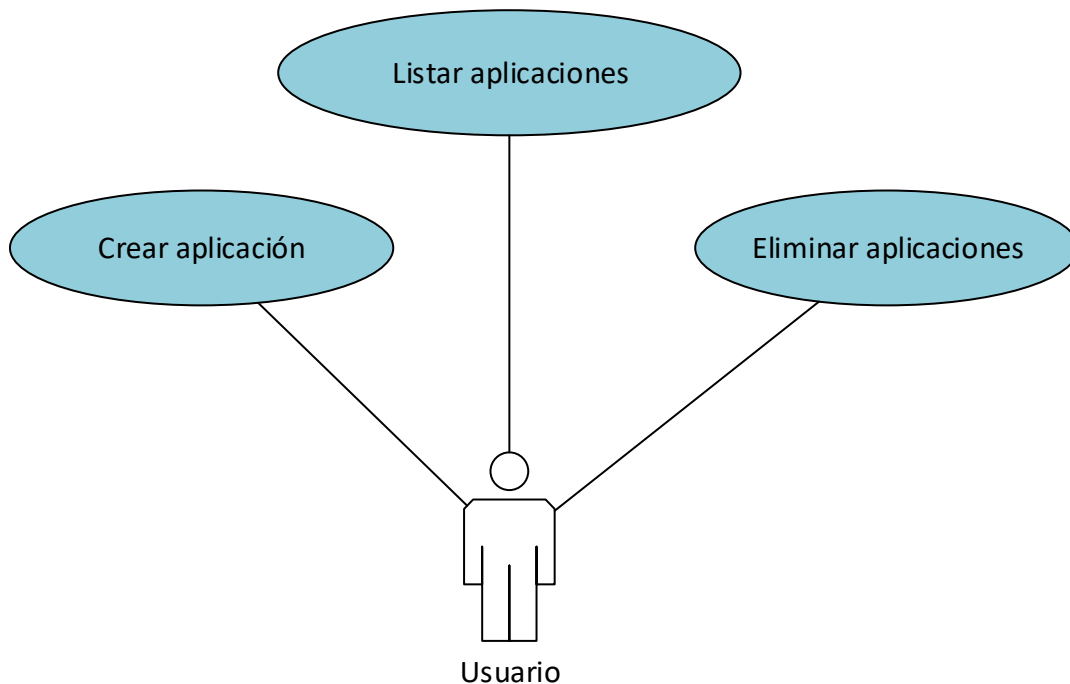 Listar aplicaciones
Crear aplicación
Eliminar aplicaciones
Usuario